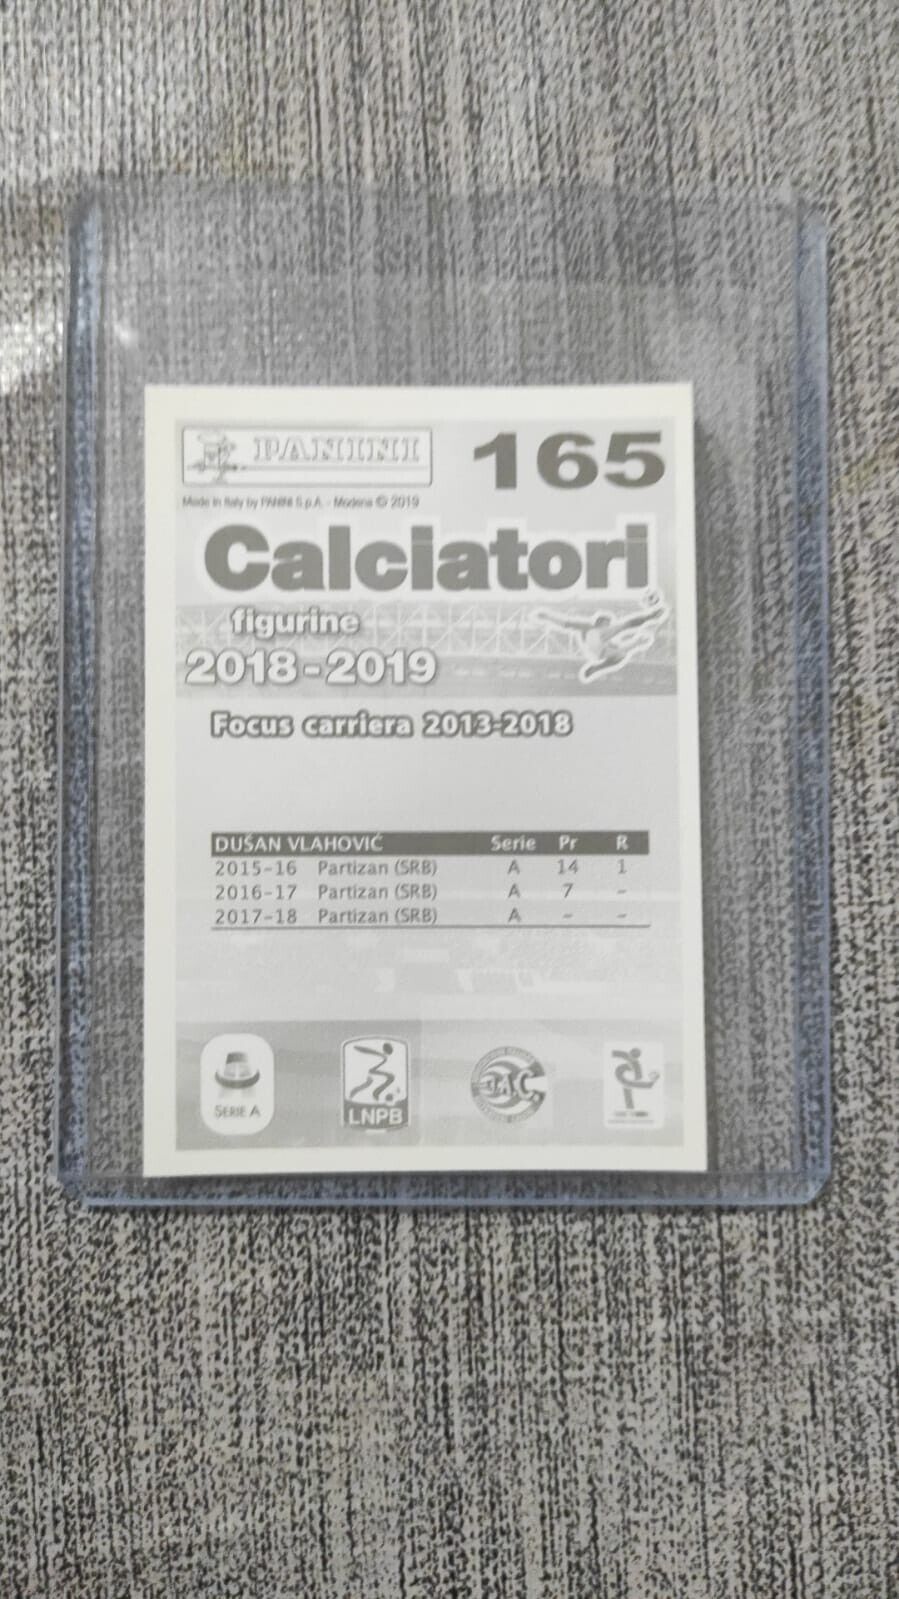 PANINI 165
Made in Italy by PANINI S.p.A. - Modena © 2019
Calciatori
figurine
2018-2019
Focus carriera 2013-2018
DUŠAN VLAHOVIĆ Serie Pr R
2015-16 Partizan (SRB) A 14 1
2016-17 Partizan (SRB) A 7 -
2017-18 Partizan (SRB) A - -
SERIE A LNPB